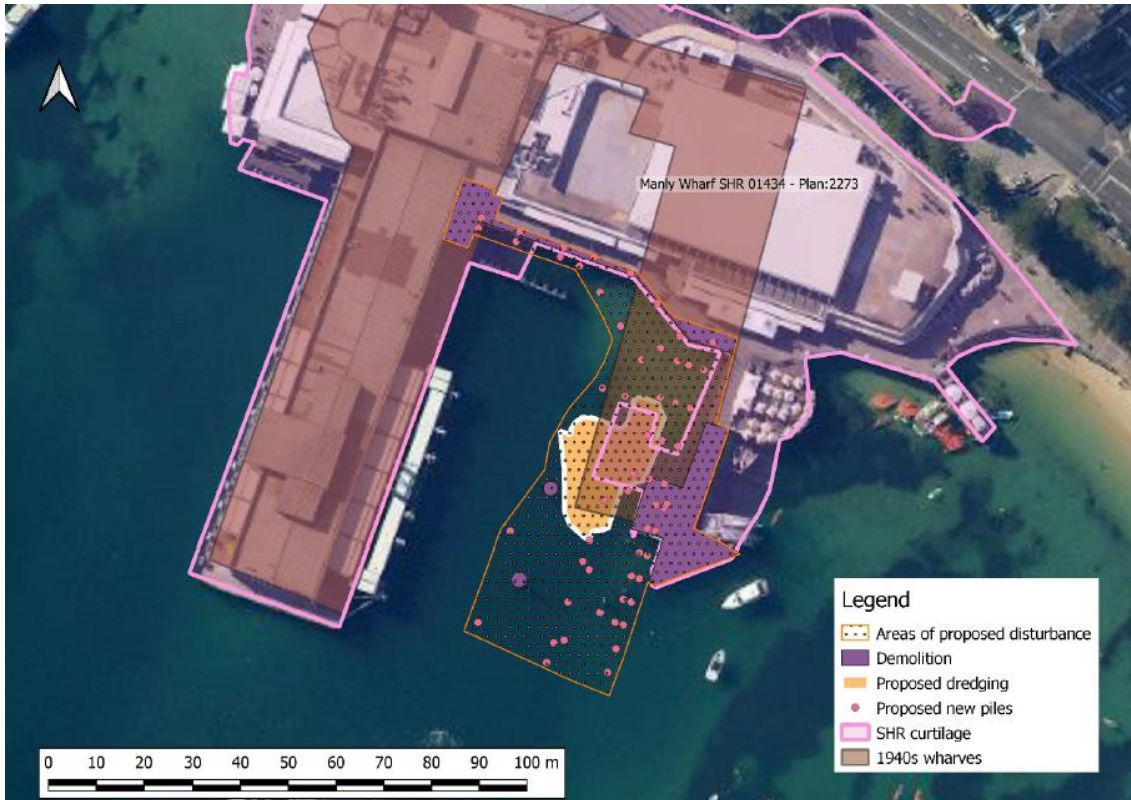 Manly Wharf SHR 01434 - Plan:2273
Legend
Areas of proposed disturbance
Demolition
Proposed dredging
Proposed new piles
SHR curtilage
1940s wharves
0 10 20 30 40 50 60 70 80 90 100 m